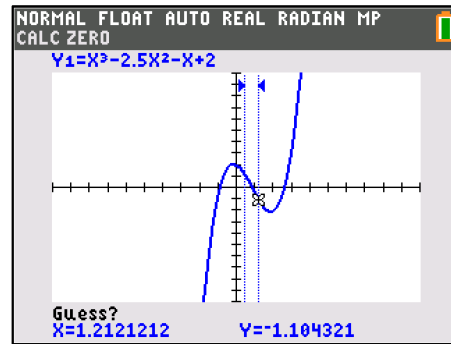 NORMAL FLOAT AUTO REAL RADIAN MP
CALC ZERO
Y₁=X³-2.5X²-X+2
Guess?
X=1.2121212 Y=⁻1.104321